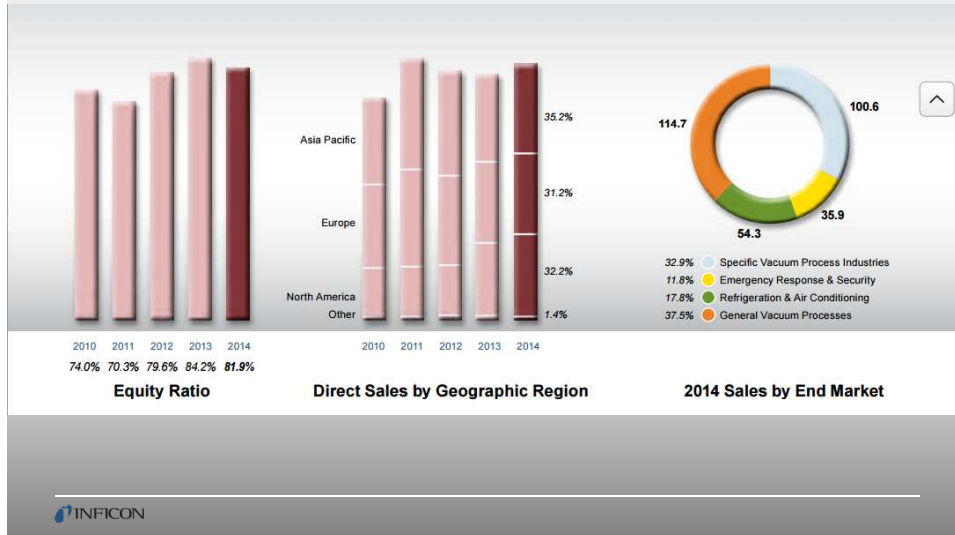 2010 2011 2012 2013 2014
74.0% 70.3% 79.6% 84.2% 81.9%
Equity Ratio
Asia Pacific
Europe
North America
Other
35.2%
31.2%
32.2%
1.4%
2010 2011 2012 2013 2014
Direct Sales by Geographic Region
100.6
114.7
35.9
54.3
32.9% Specific Vacuum Process Industries
11.8% Emergency Response & Security
17.8% Refrigeration & Air Conditioning
37.5% General Vacuum Processes
2014 Sales by End Market
INFICON